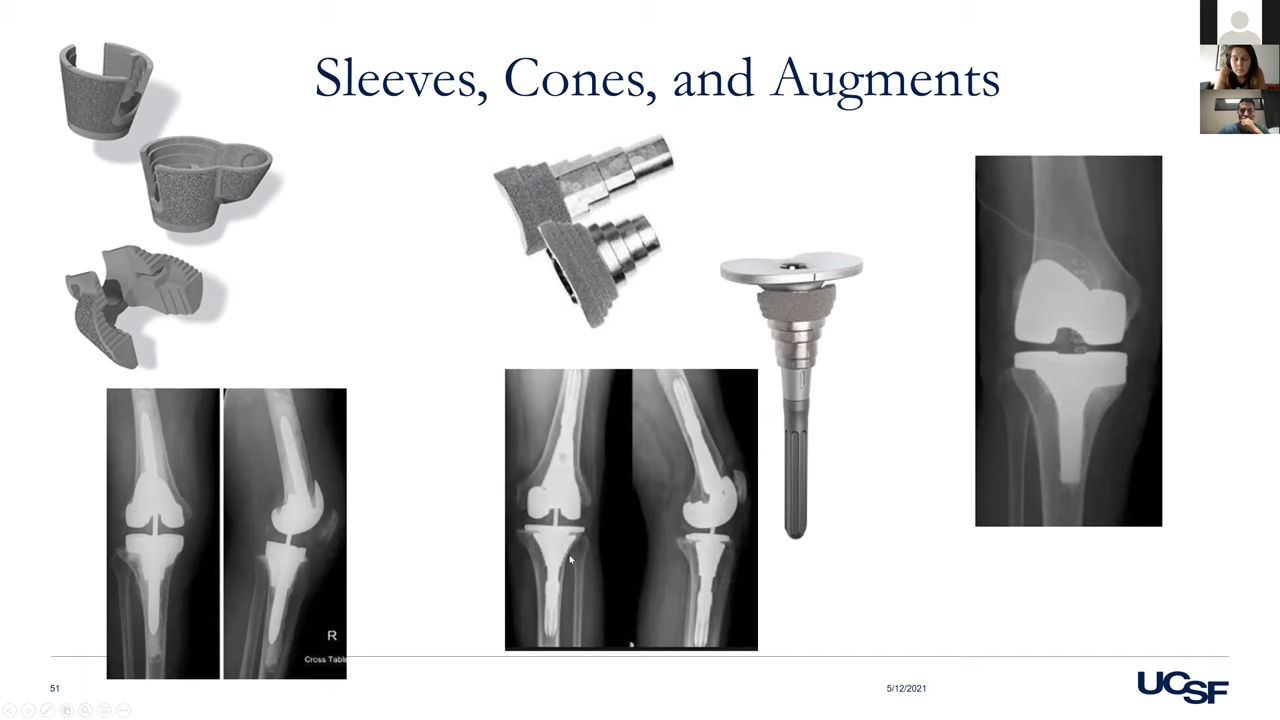 Sleeves, Cones, and Augments
R
Cross Table
51
5/12/2021
UCSF